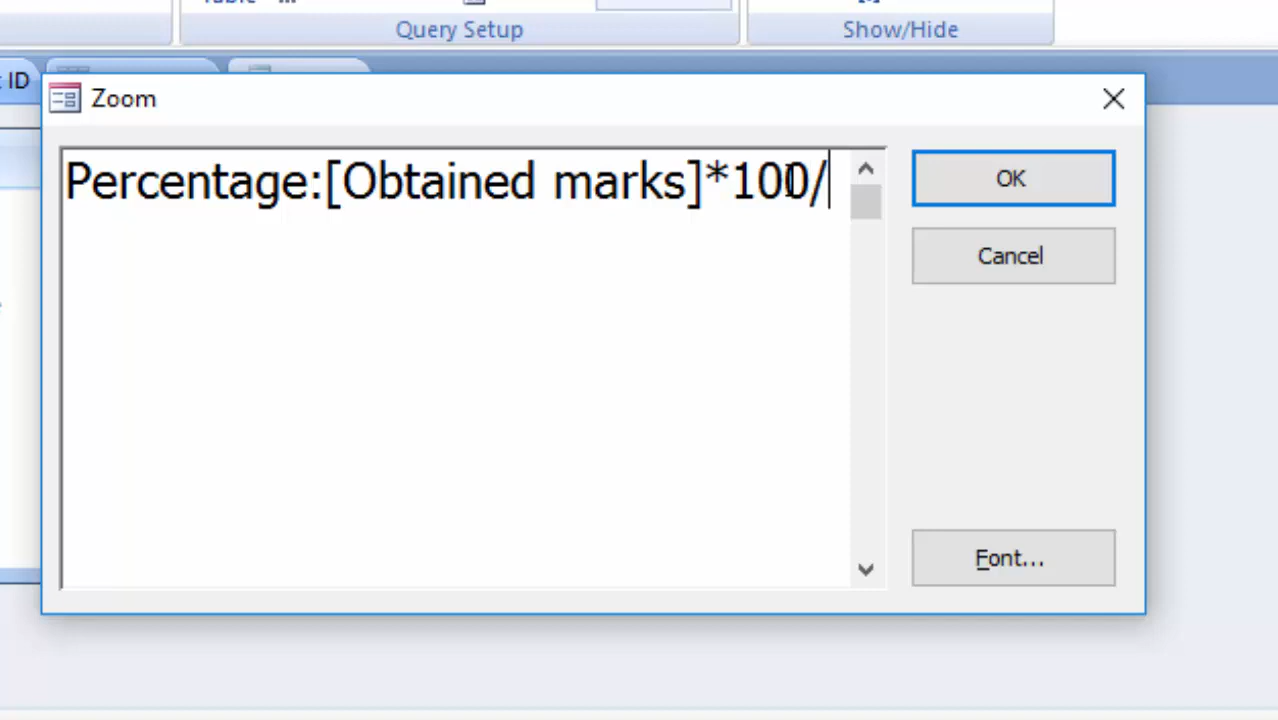 Query Setup
Show/Hide
ID
Zoom
Percentage:[Obtained marks]*100/
OK
Cancel
Font...